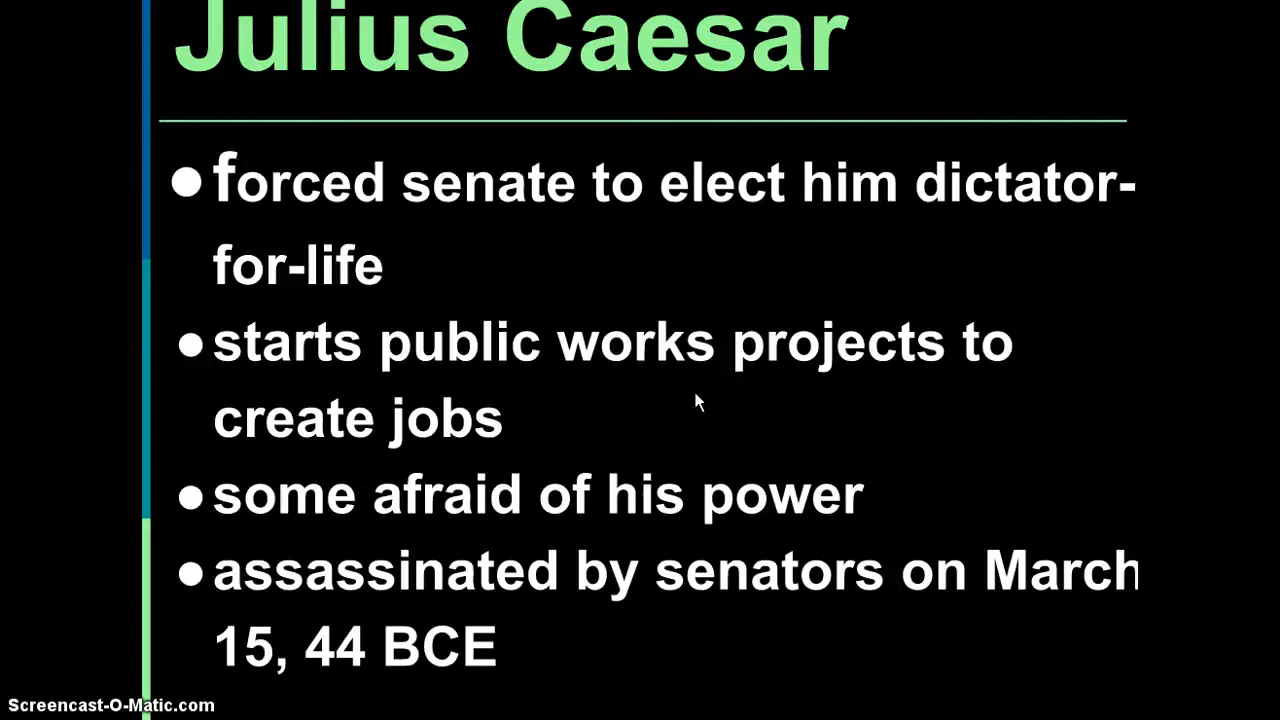 Julius Caesar
● forced senate to elect him dictator-
for-life
● starts public works projects to
create jobs
● some afraid of his power
● assassinated by senators on March
15, 44 BCE
Screencast-O-Matic.com